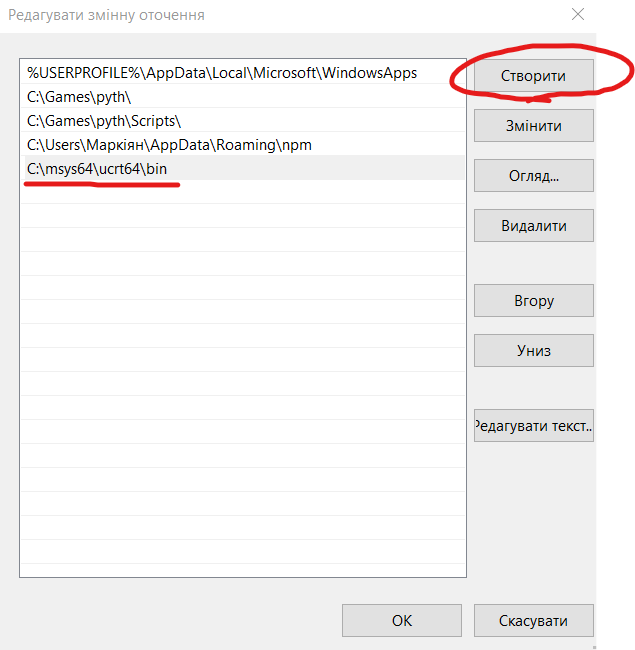 Редагувати змінну оточення
%USERPROFILE%\AppData\Local\Microsoft\WindowsApps
C:\Games\pyth\
C:\Games\pyth\Scripts\
C:\Users\Маркіян\AppData\Roaming\npm
C:\msys64\ucrt64\bin
Створити
Змінити
Огляд...
Видалити
Вгору
Униз
Редагувати текст..
ОК
Скасувати